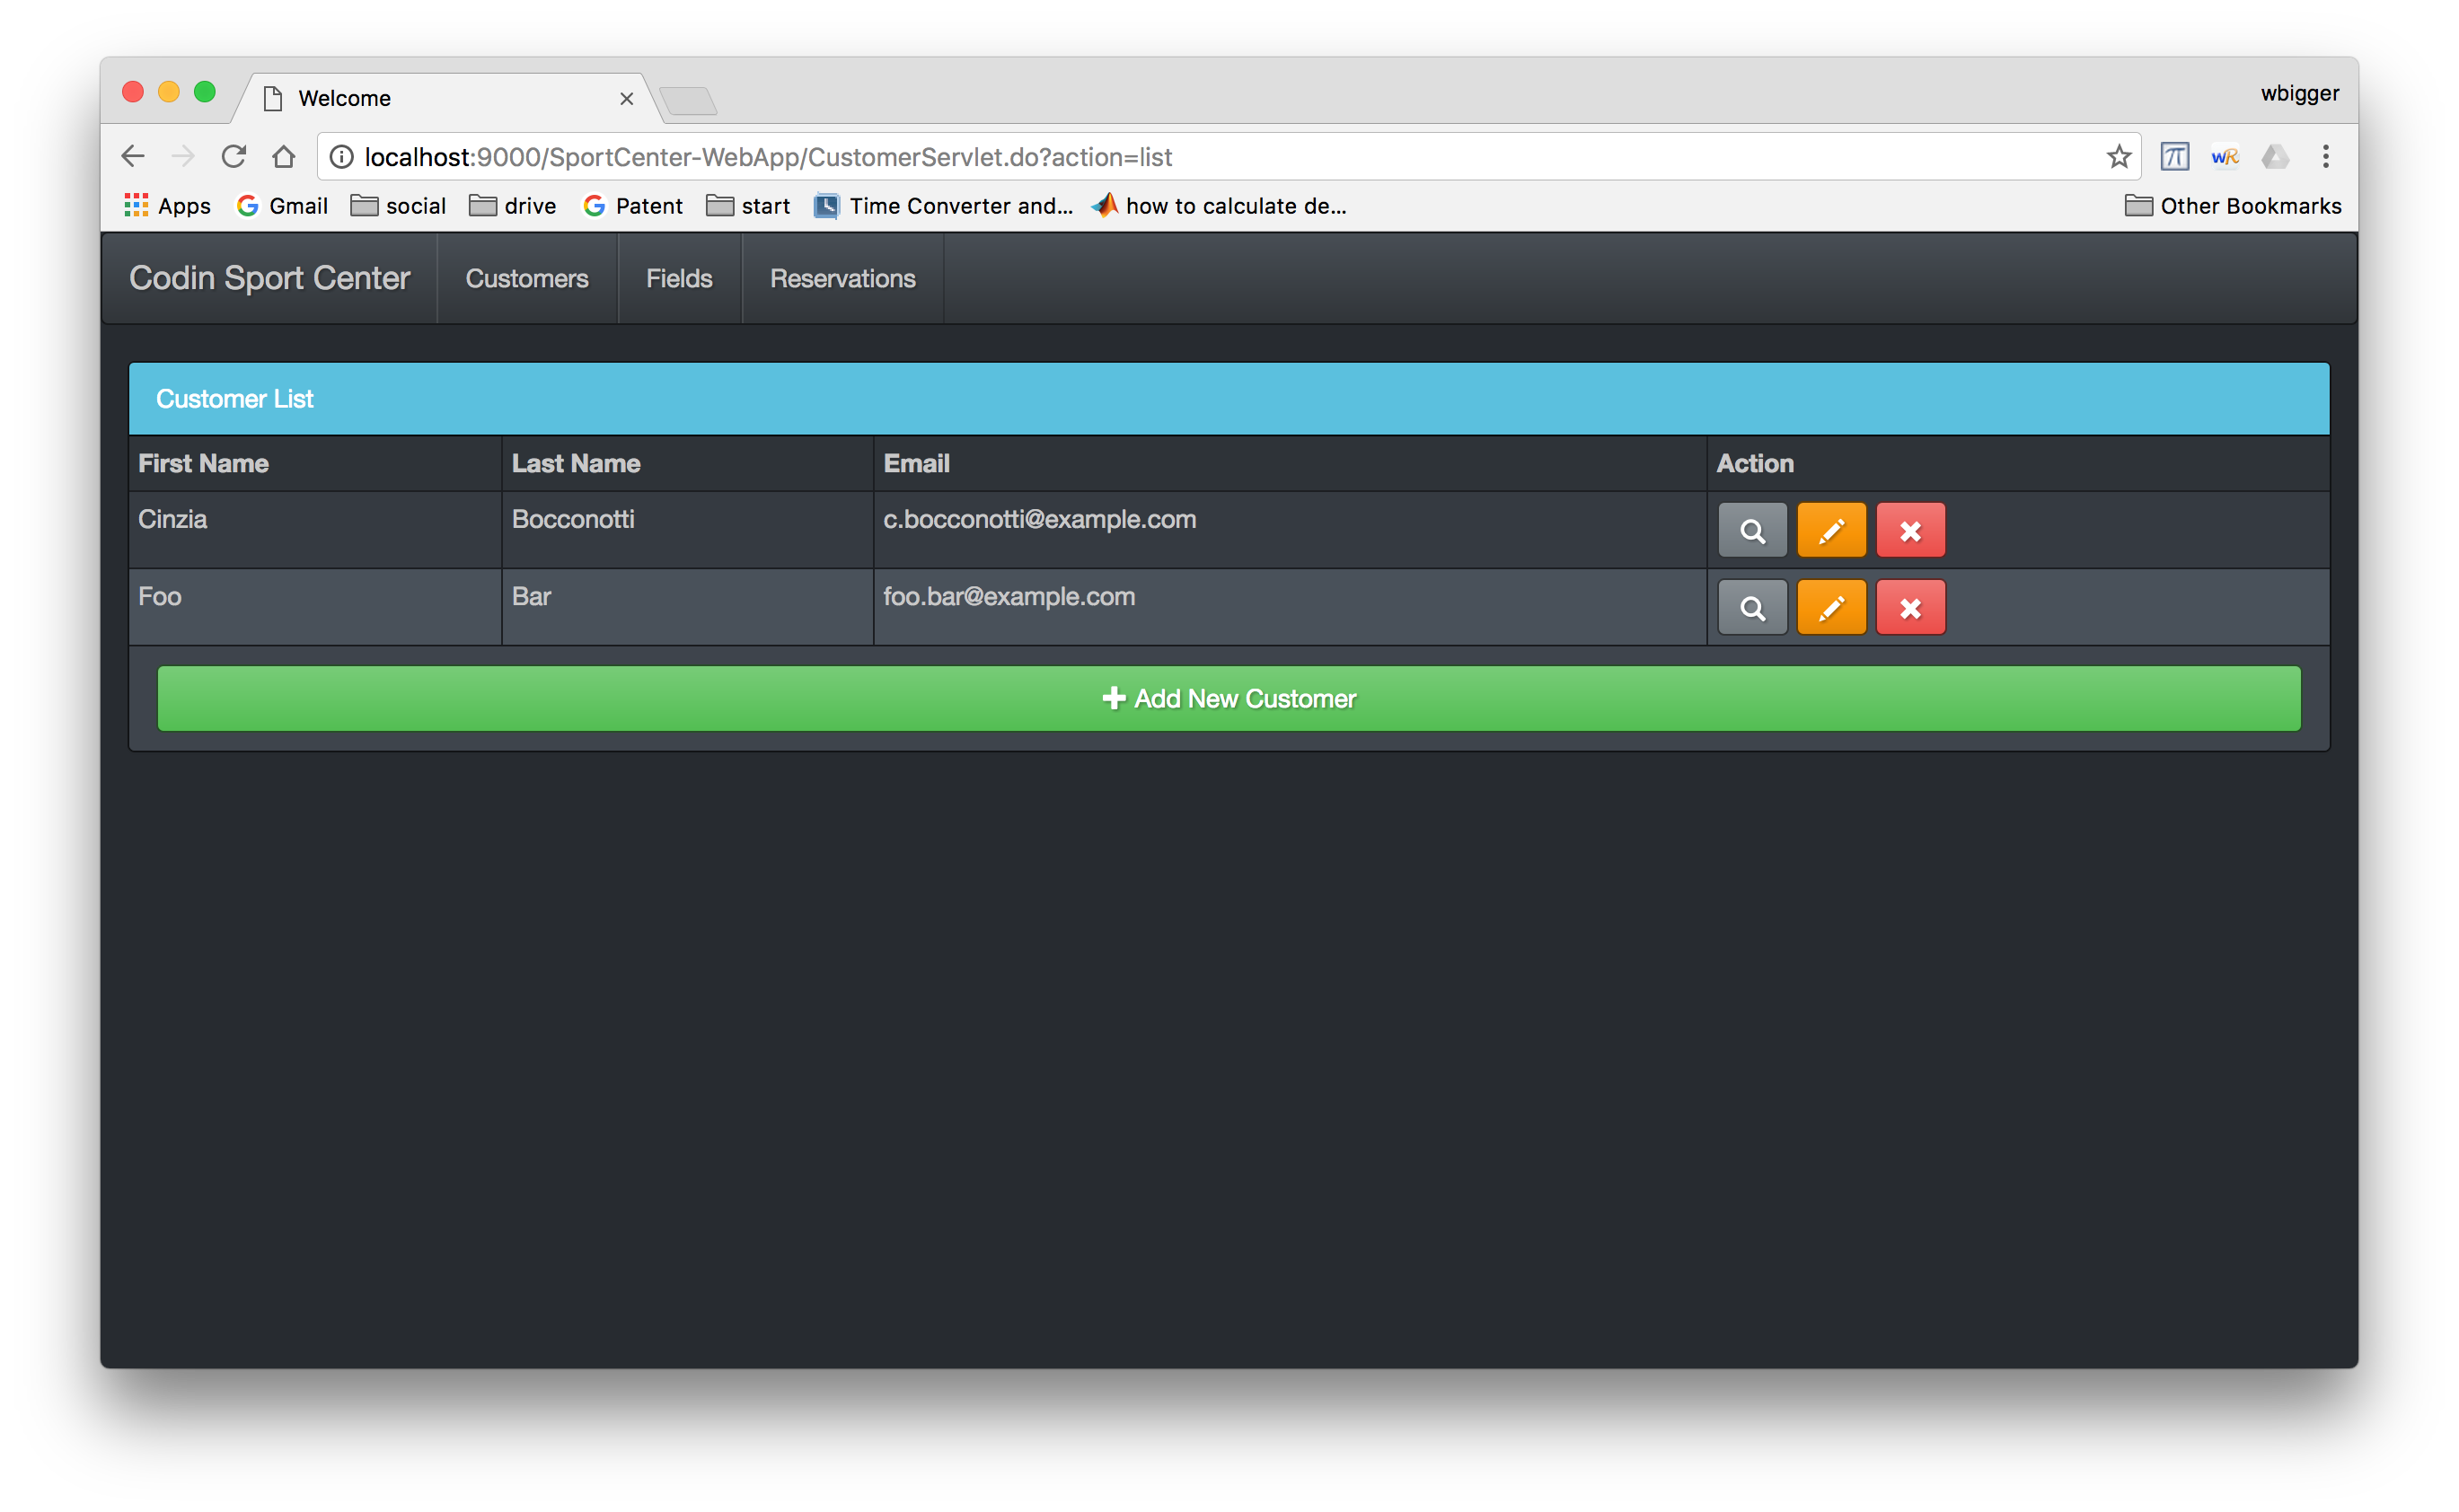 Welcome
wbigger
localhost:9000/SportCenter-WebApp/CustomerServlet.do?action=list
Apps Gmail social drive Patent start Time Converter and... how to calculate de... Other Bookmarks
Codin Sport Center Customers Fields Reservations
Customer List
First Name Last Name Email Action
Cinzia Bocconotti c.bocconotti@example.com
Foo Bar foo.bar@example.com
Add New Customer